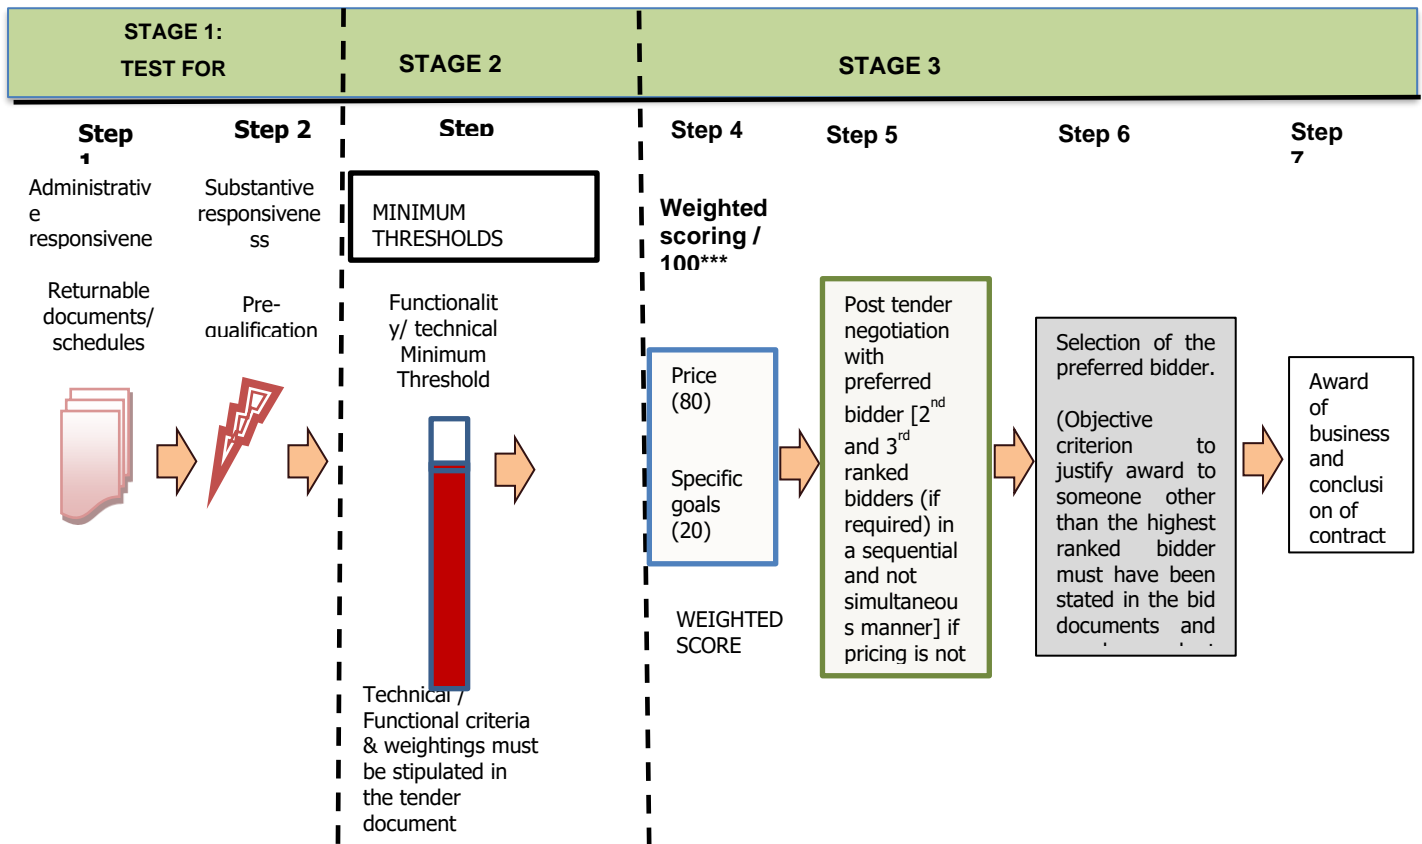 STAGE 1:
TEST FOR
STAGE 2
STAGE 3
Step
1
Step 2
Step
Step 4
Step 5
Step 6
Step
7
Administrativ
e
responsivene
Substantive
responsivene
ss
MINIMUM
THRESHOLDS
Weighted
scoring /
100***
Returnable
documents/
schedules
Pre-
qualification
Functionalit
y/ technical
Minimum
Threshold
Technical /
Functional criteria
& weightings must
be stipulated in
the tender
document
Price
(80)
Specific
goals
(20)
WEIGHTED
SCORE
Post tender
negotiation
with
preferred
bidder [2nd
and 3rd
ranked
bidders (if
required) in
a sequential
and not
simultaneou
s manner] if
pricing is not
Selection of the
preferred bidder.
(Objective
criterion to
justify award to
someone other
than the highest
ranked bidder
must have been
stated in the bid
documents and
Award
of
business
and
conclusi
on of
contract